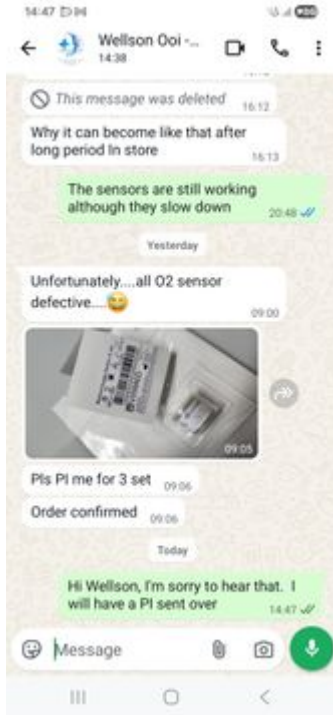 14:47
Wellson Ooi -...
14:38
This message was deleted 16:12
Why it can become like that after
long period In store
16:13
The sensors are still working
although they slow down
20:48
Yesterday
Unfortunately....all O2 sensor
defective....
09:00
09:05
Pls PI me for 3 set 09:06
Order confirmed 09:06
Today
Hi Wellson, I'm sorry to hear that. I
will have a PI sent over
14:47
Message